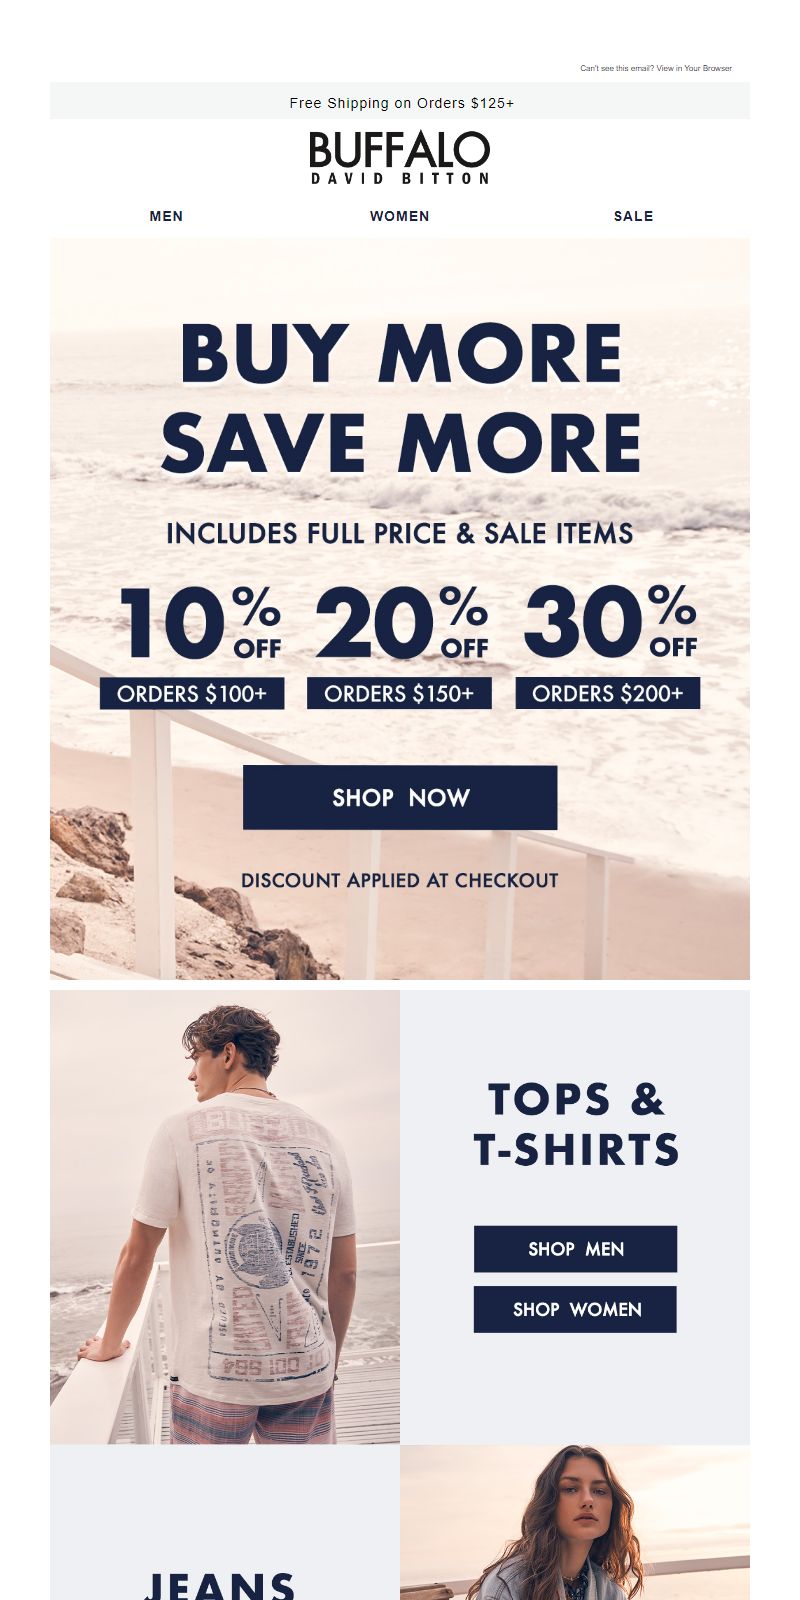 Can't see this email? View in Your Browser
Free Shipping on Orders $125+
BUFFALO
DAVID BITTON
MEN WOMEN SALE
BUY MORE
SAVE MORE
INCLUDES FULL PRICE & SALE ITEMS
10% OFF 20% OFF 30% OFF
ORDERS $100+ ORDERS $150+ ORDERS $200+
SHOP NOW
DISCOUNT APPLIED AT CHECKOUT
TOPS &
T-SHIRTS
SHOP MEN
SHOP WOMEN
BUFFALO
ESTABLISHED
SINCE
1972
LIMITED
JEANS